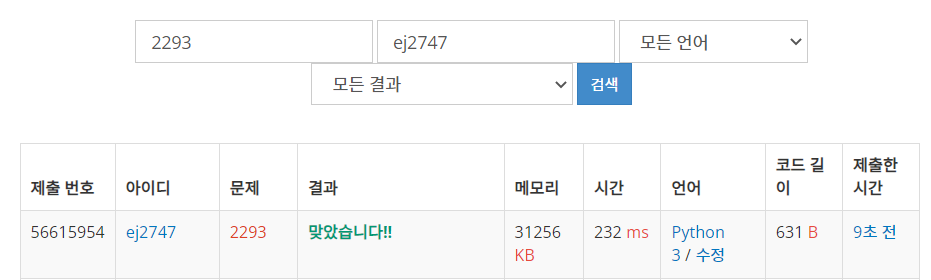 2293 ej2747 모든 언어
모든 결과 검색
제출 번호 아이디 문제 결과 메모리 시간 언어 코드 길이 제출한 시간
56615954 ej2747 2293 맞았습니다!! 31256 KB 232 ms Python 3 / 수정 631 B 9초 전